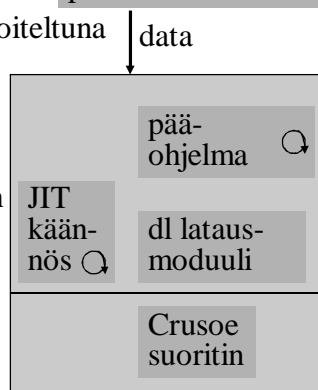 oiteltuna
data
pää-
ohjelma
JIT
kään-
nös
dl lataus-
moduuli
Crusoe
suoritin